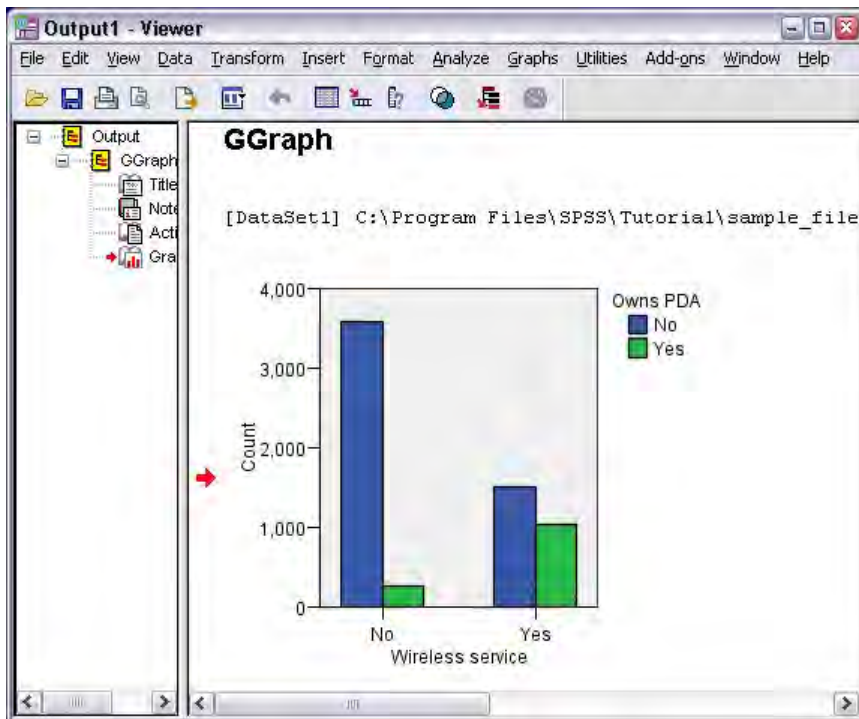 Output1 - Viewer
File Edit View Data Transform Insert Format Analyze Graphs Utilities Add-ons Window Help
Output
GGraph
Title
Note
Acti
Gra
GGraph
[DataSet1] C:\Program Files\SPSS\Tutorial\sample_file
4,000
3,000
2,000
1,000
0
Count
No Yes
Wireless service
Owns PDA
No
Yes